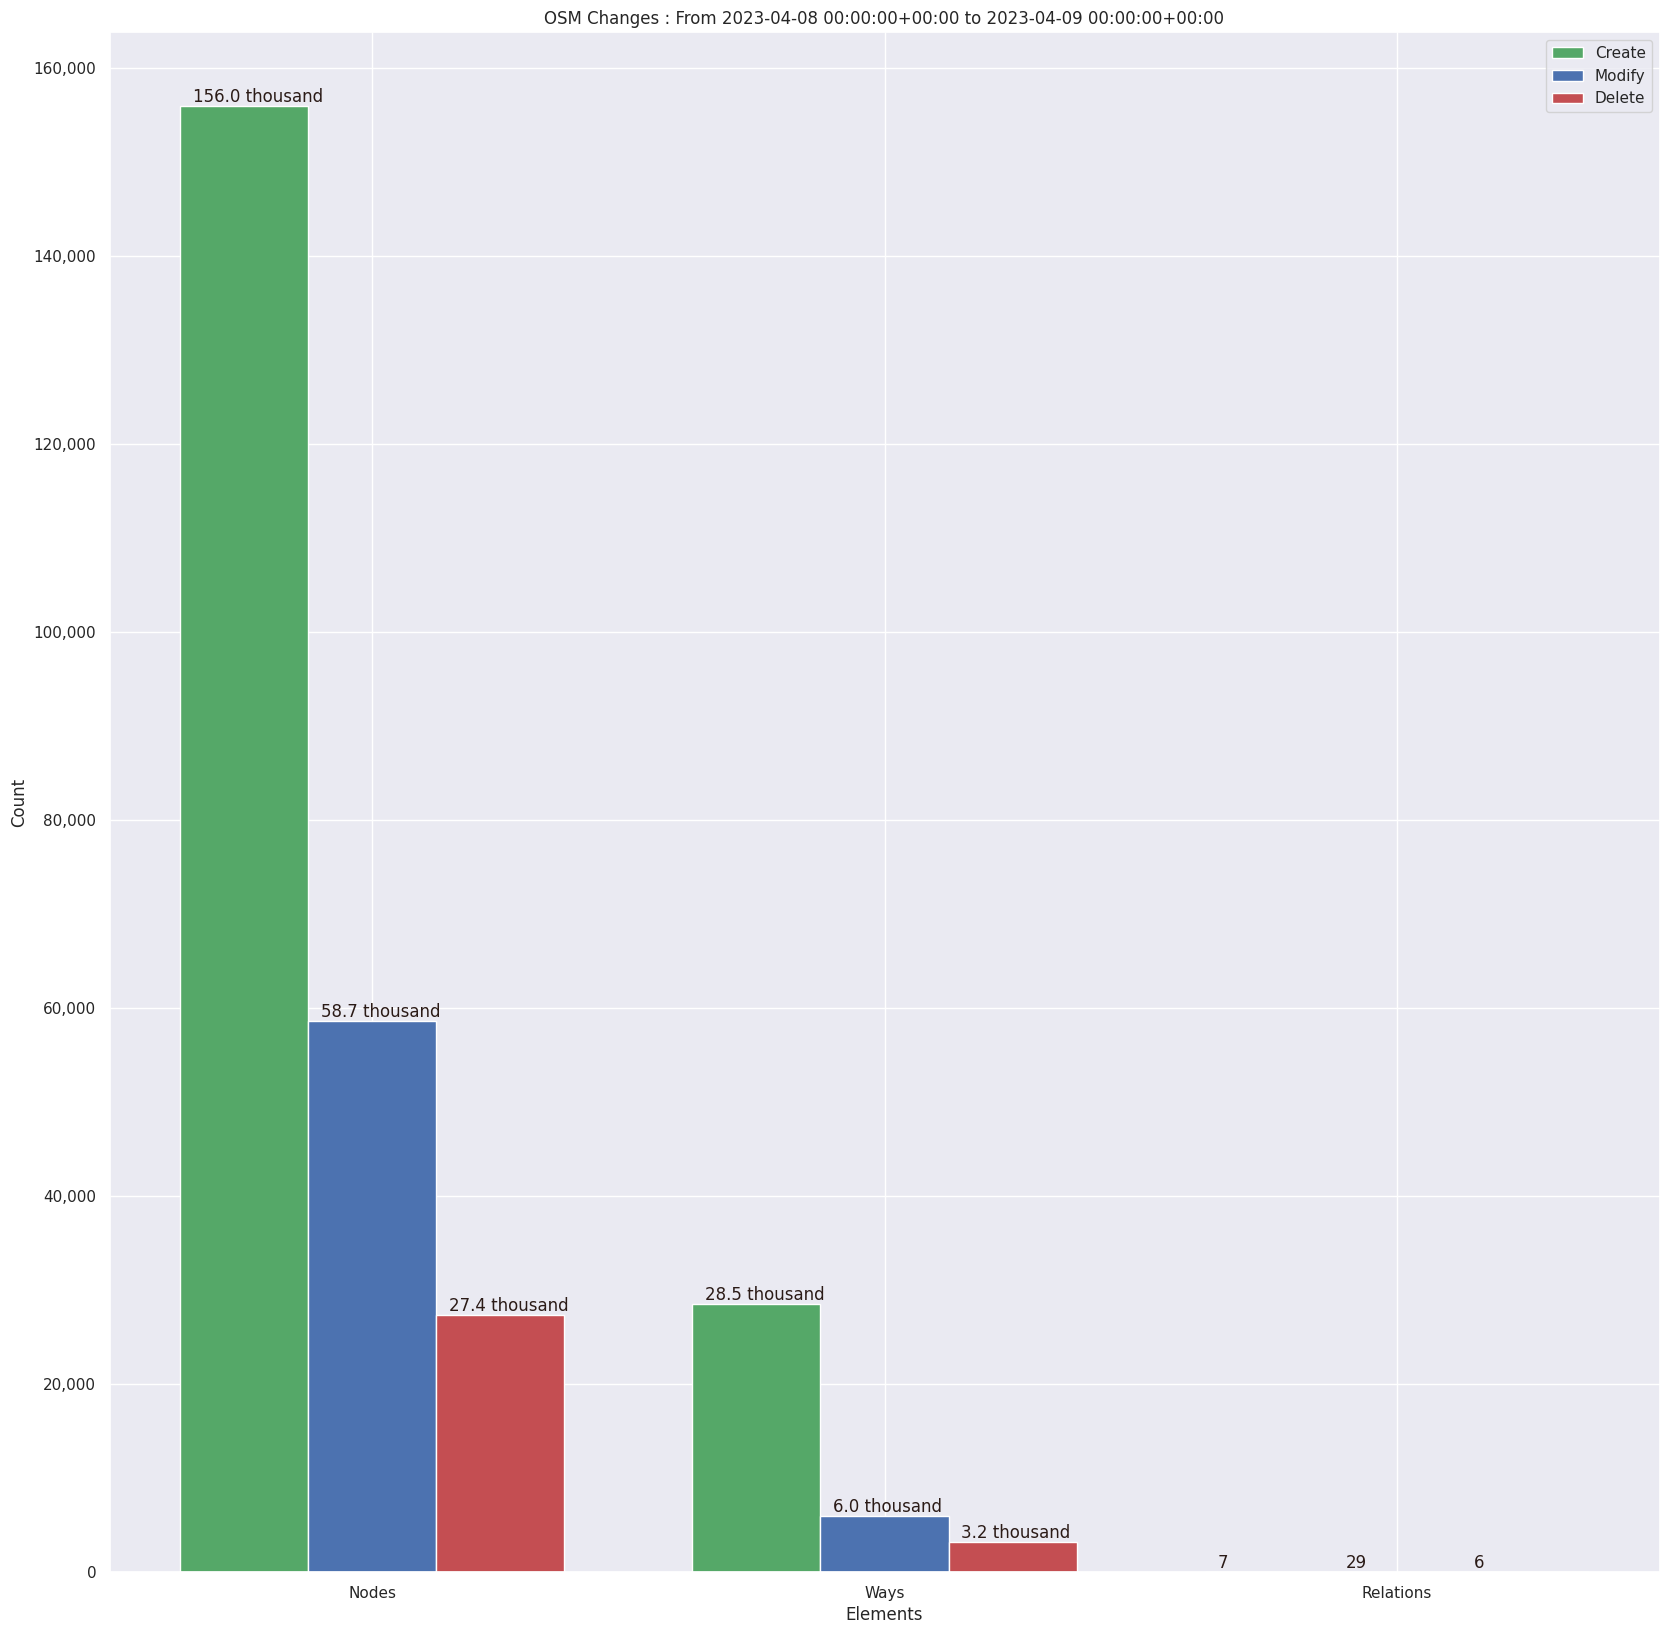 OSM Changes : From 2023-04-08 00:00:00+00:00 to 2023-04-09 00:00:00+00:00
Create
Modify
Delete
160,000
140,000
120,000
100,000
80,000
60,000
40,000
20,000
0
Count
156.0 thousand
58.7 thousand
27.4 thousand
28.5 thousand
6.0 thousand
3.2 thousand
7
29
6
Nodes
Ways
Relations
Elements